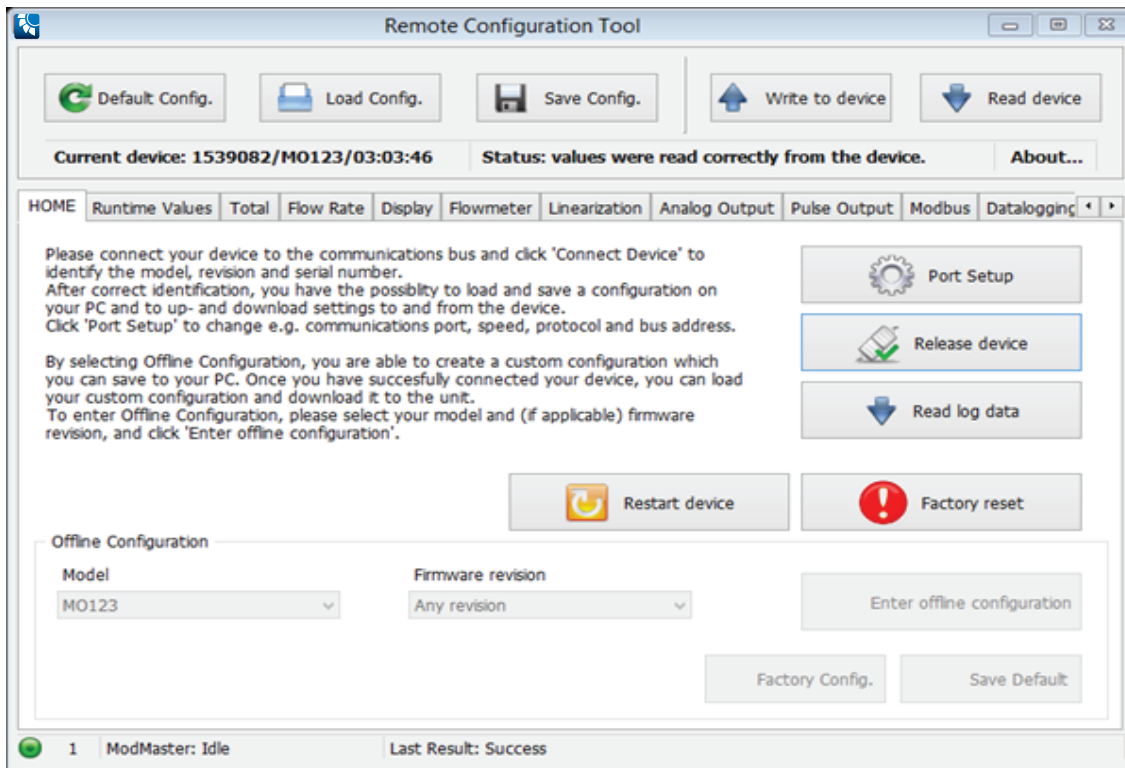 Remote Configuration Tool
Default Config.
Load Config.
Save Config.
Write to device
Read device
Current device: 1539082/MO123/03:03:46
Status: values were read correctly from the device.
About...
HOME
Runtime Values
Total
Flow Rate
Display
Flowmeter
Linearization
Analog Output
Pulse Output
Modbus
Datalogging
Please connect your device to the communications bus and click 'Connect Device' to
identify the model, revision and serial number.
After correct identification, you have the possiblity to load and save a configuration on
your PC and to up- and download settings to and from the device.
Click 'Port Setup' to change e.g. communications port, speed, protocol and bus address.
By selecting Offline Configuration, you are able to create a custom configuration which
you can save to your PC. Once you have succesfully connected your device, you can load
your custom configuration and download it to the unit.
To enter Offline Configuration, please select your model and (if applicable) firmware
revision, and click 'Enter offline configuration'.
Port Setup
Release device
Read log data
Restart device
Factory reset
Offline Configuration
Model
Firmware revision
MO123
Any revision
Enter offline configuration
Factory Config.
Save Default
1
ModMaster: Idle
Last Result: Success